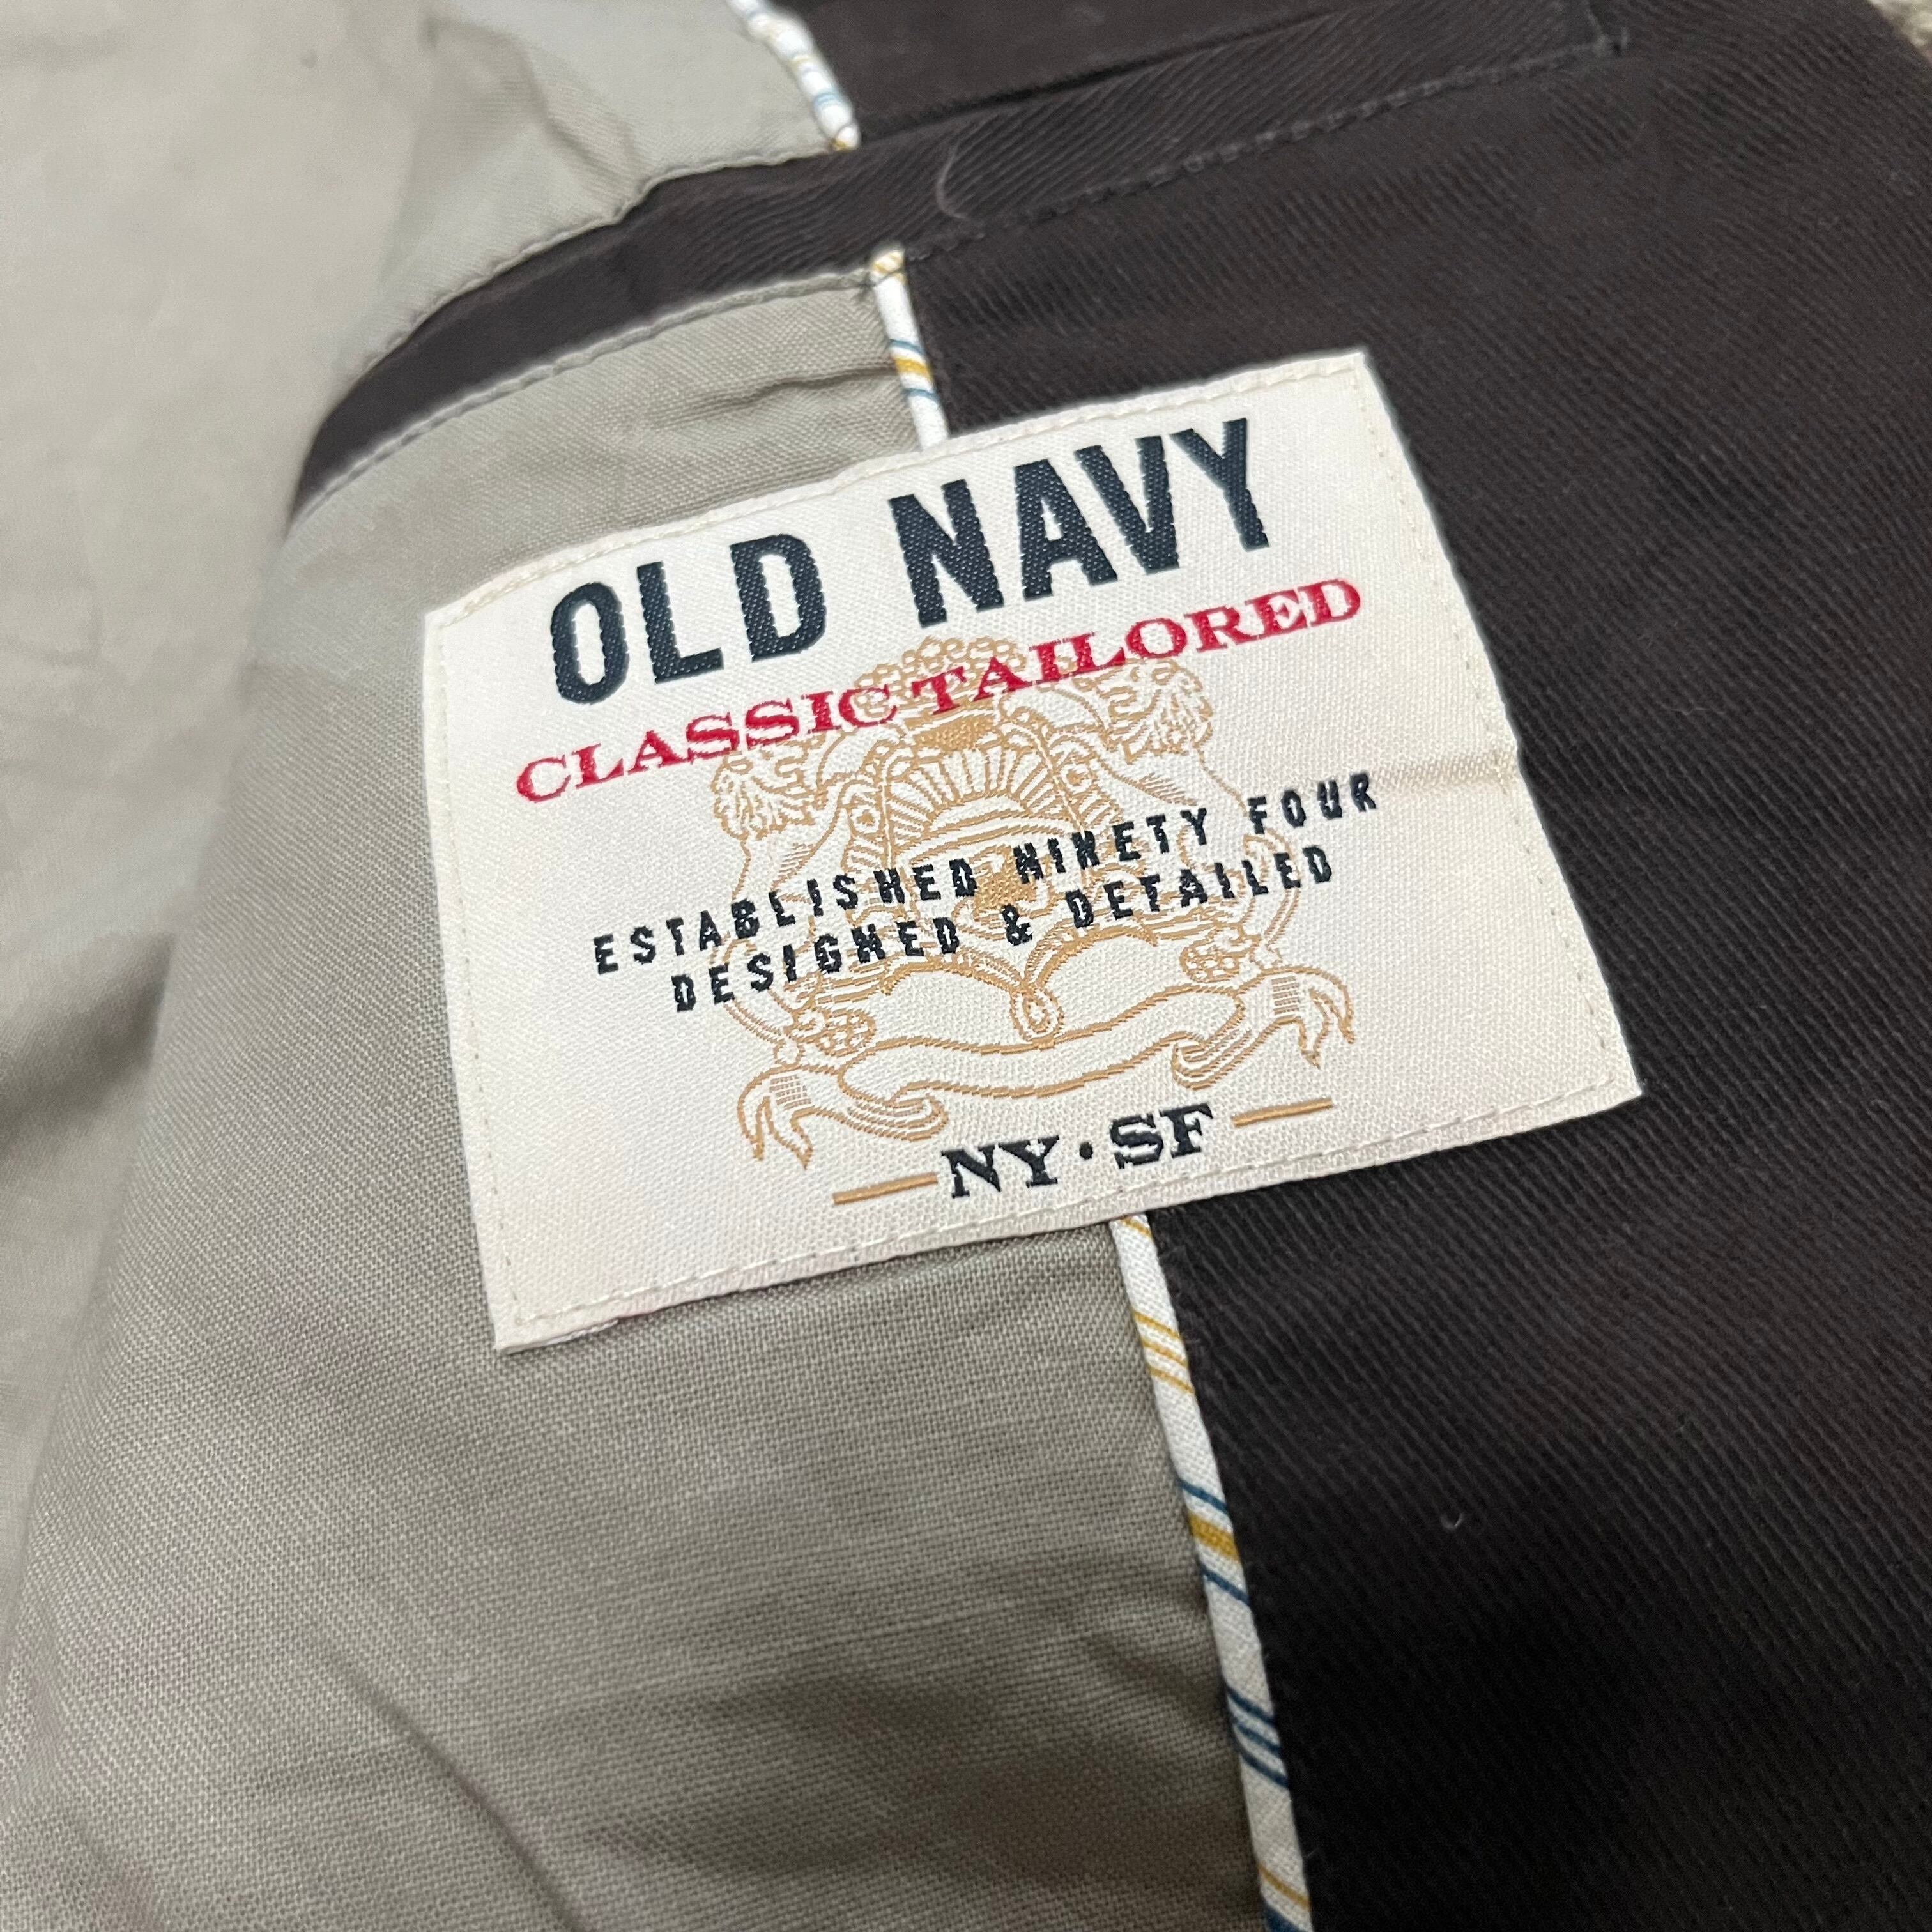 OLD NAVY
CLASSIC TAILORED
ESTABLISHED NINETY FOUR
DESIGNED & DETAILED
NY·SF